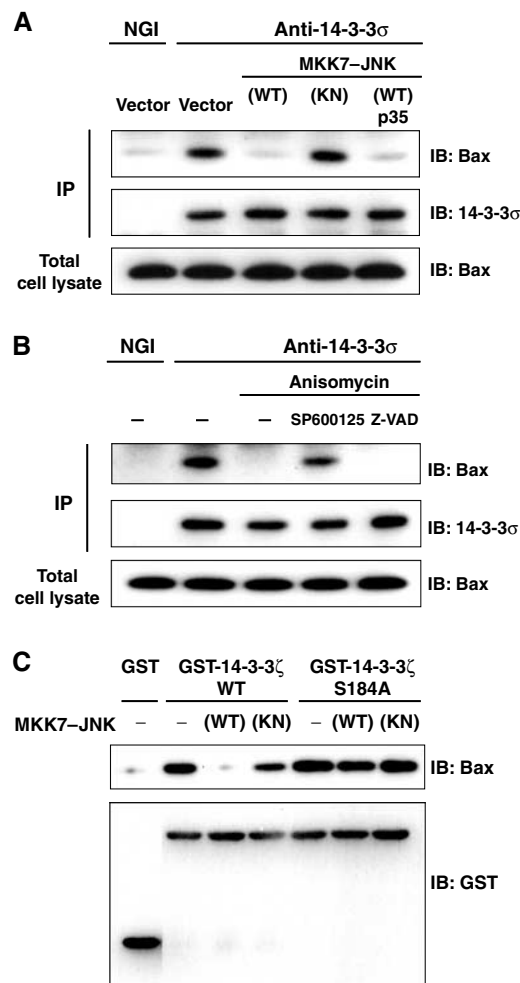 A
NGI Anti-14-3-3σ
MKK7–JNK
Vector Vector (WT) (KN) (WT)
p35
IP
IB: Bax
IB: 14-3-3σ
Total
cell lysate
IB: Bax
B
NGI Anti-14-3-3σ
Anisomycin
– – – SP600125 Z-VAD
IP
IB: Bax
IB: 14-3-3σ
Total
cell lysate
IB: Bax
C
GST GST-14-3-3ζ GST-14-3-3ζ
WT S184A
MKK7–JNK – – (WT) (KN) – (WT) (KN)
IB: Bax
IB: GST